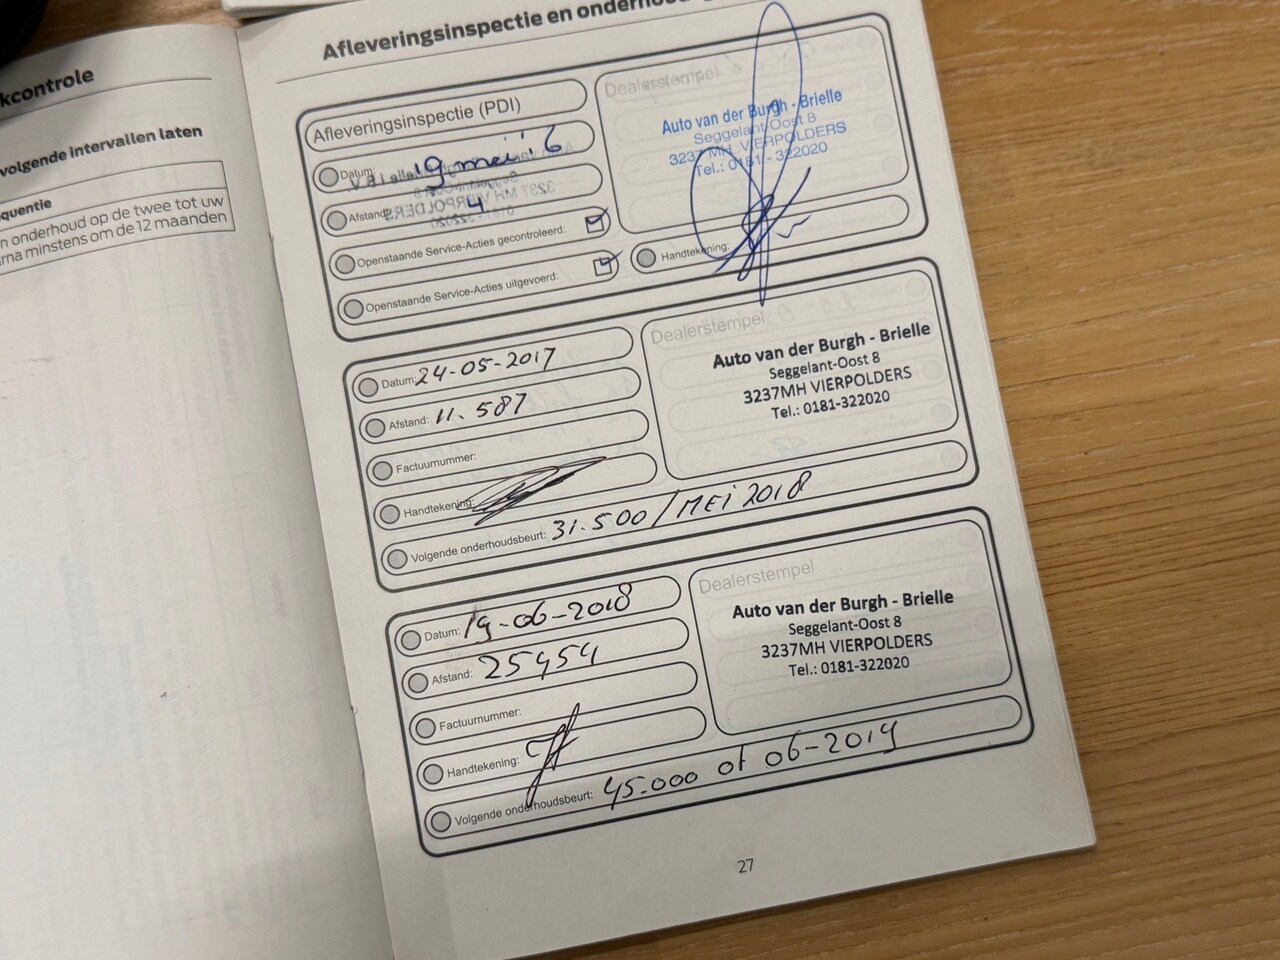 kcontrole
volgende intervallen laten
quentie
n onderhoud op de twee tot uw
rna minstens om de 12 maanden
Afleveringsinspectie en
Afleveringsinspectie (PDI)
Datum: 19 mei 16
Afstand: 4
Openstaande Service-Acties gecontroleerd:
Openstaande Service-Acties uitgevoerd:
Dealerstempel
Auto van der Burgh - Brielle
Seggelant-Oost 8
3237 MH VIERPOLDERS
Tel.: 0181 - 322020
Handtekening:
Datum: 24-05-2017
Afstand: 11.587
Factuurnummer:
Handtekening:
Volgende onderhoudsbeurt: 31.500 / MEI 2018
Dealerstempel
Auto van der Burgh - Brielle
Seggelant-Oost 8
3237MH VIERPOLDERS
Tel.: 0181-322020
Datum: 19-06-2018
Afstand: 25454
Factuurnummer:
Handtekening:
Volgende onderhoudsbeurt: 45.000 of 06-2019
Dealerstempel
Auto van der Burgh - Brielle
Seggelant-Oost 8
3237MH VIERPOLDERS
Tel.: 0181-322020
27